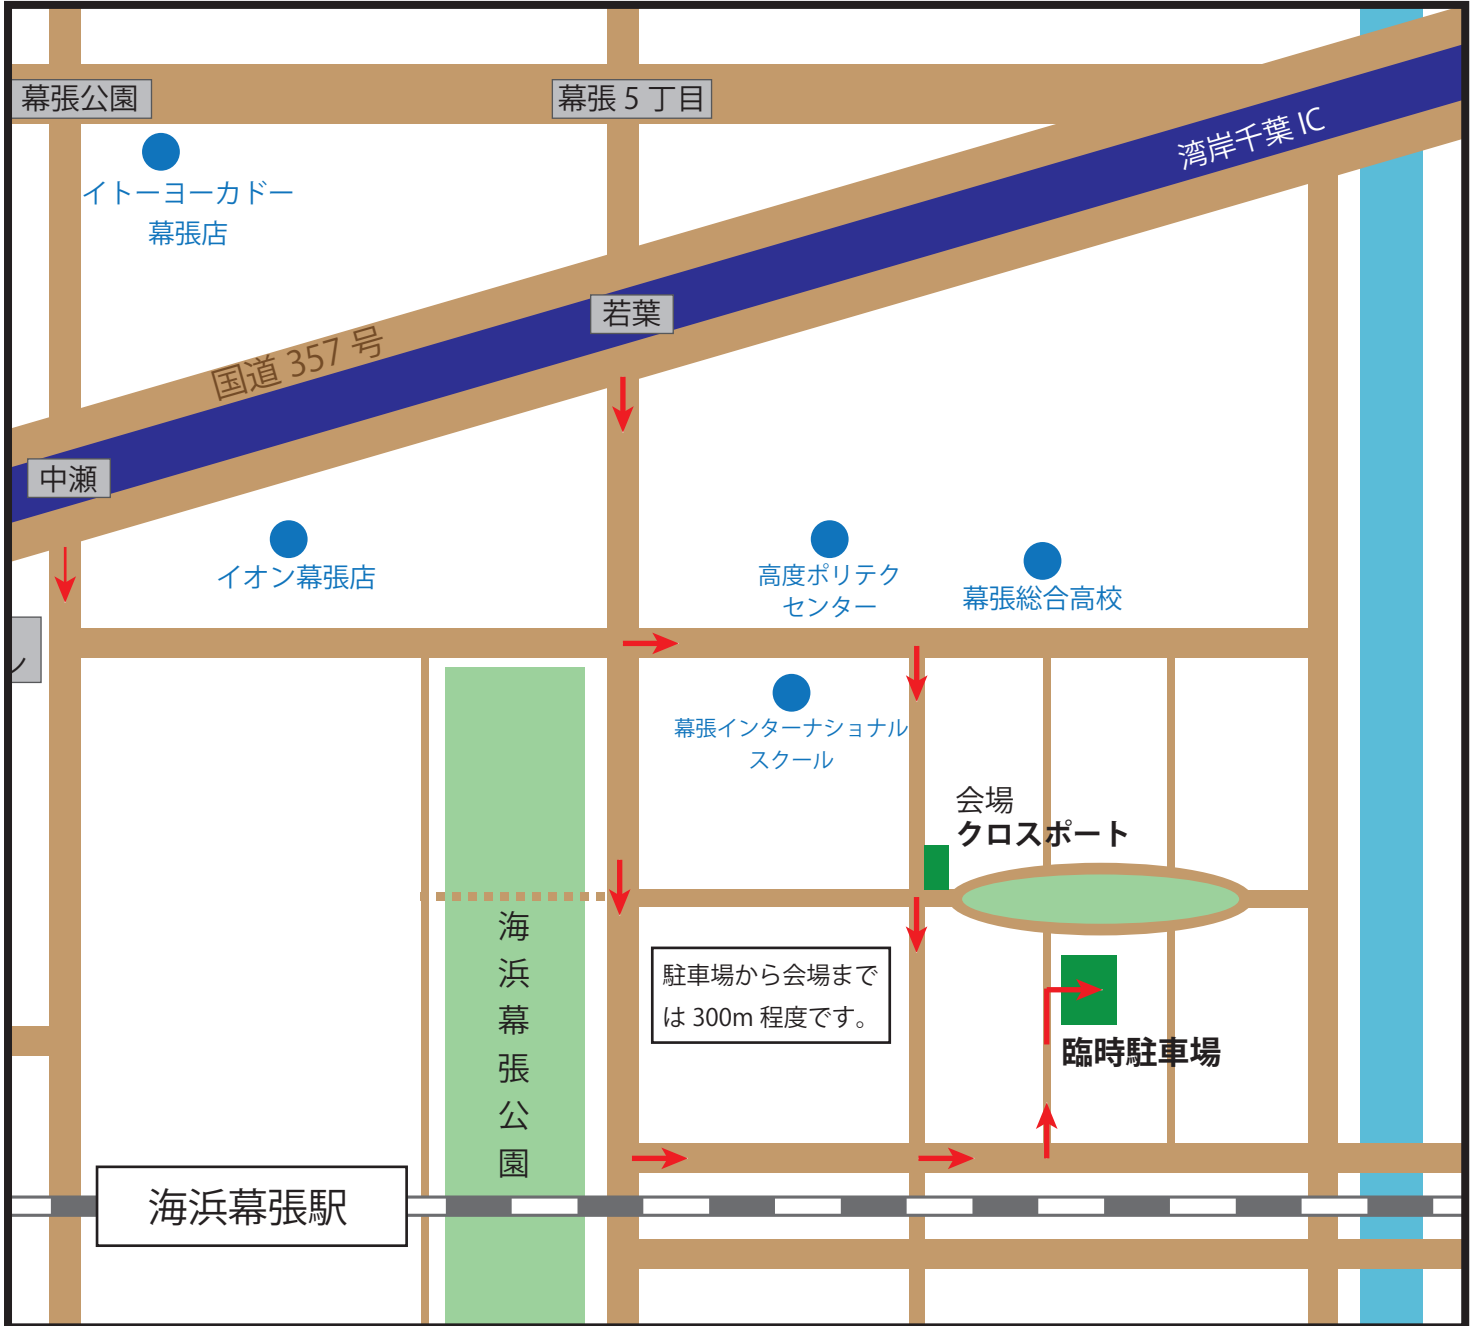 幕張公園
幕張 5 丁目
湾岸千葉 IC
イトーヨーカドー
幕張店
若葉
国道 357 号
中瀬
イオン幕張店
高度ポリテク
センター
幕張総合高校
幕張インターナショナル
スクール
会場
クロスポート
海浜幕張公園
駐車場から会場まで
は 300m 程度です。
臨時駐車場
海浜幕張駅